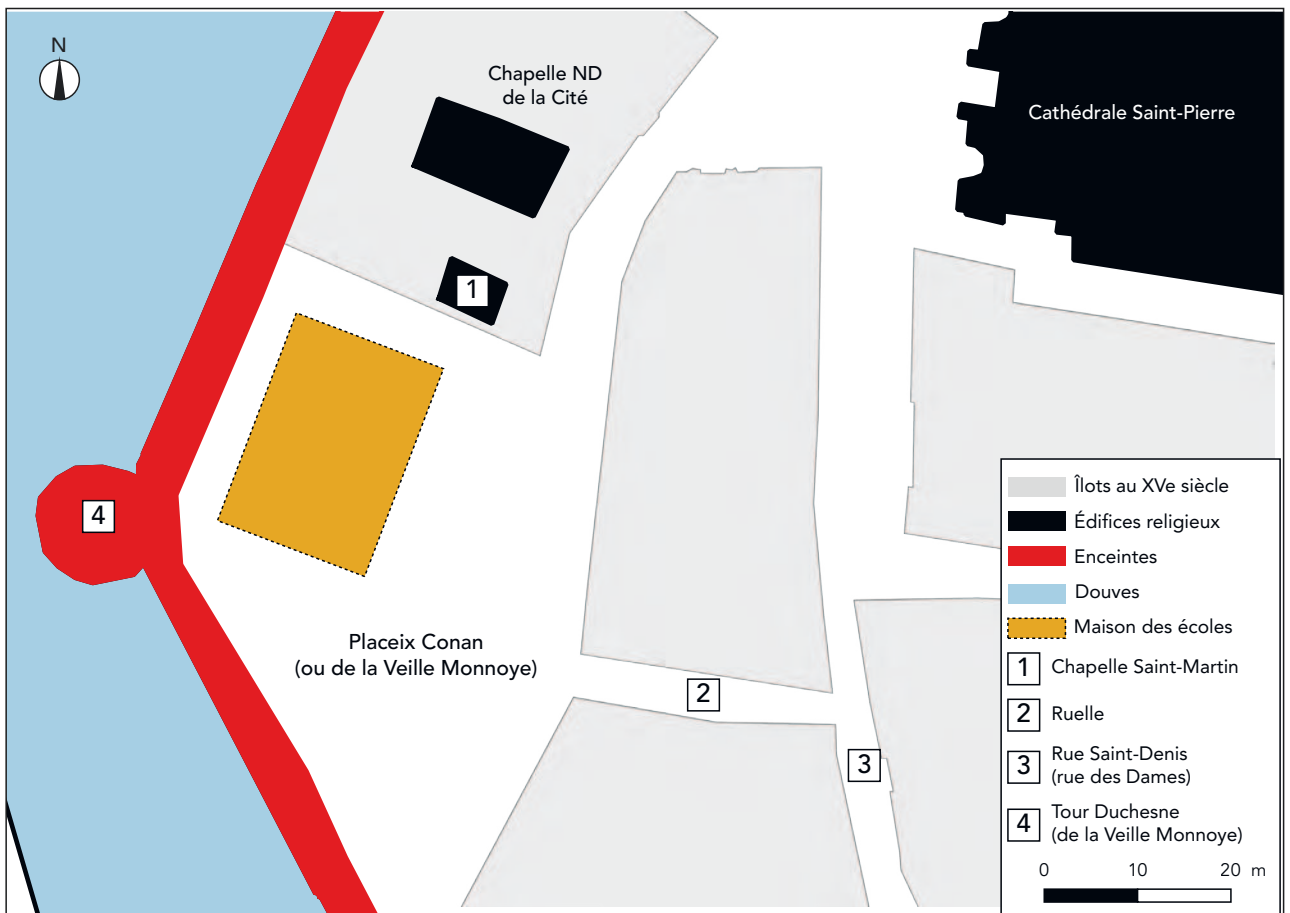 N
Chapelle ND
de la Cité
Cathédrale Saint-Pierre
1
4
Placeix Conan
(ou de la Veille Monnoye)
2
3
Îlots au XVe siècle
Édifices religieux
Enceintes
Douves
Maison des écoles
1 Chapelle Saint-Martin
2 Ruelle
3 Rue Saint-Denis
(rue des Dames)
4 Tour Duchesne
(de la Veille Monnoye)
0 10 20 m